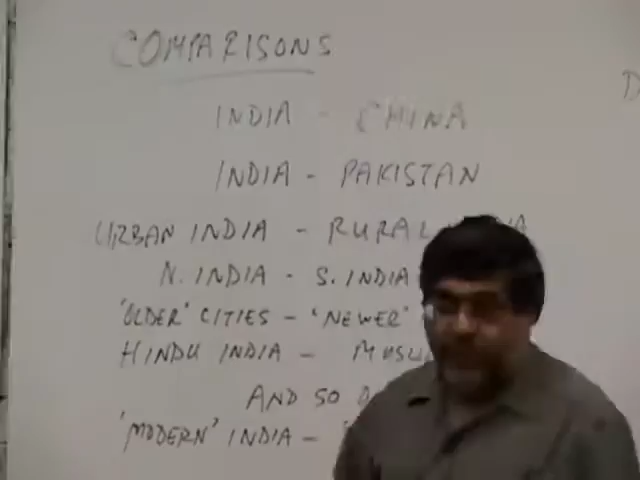 COMPARISONS
INDIA - CHINA
INDIA - PAKISTAN
URBAN INDIA - RURAL
N. INDIA - S. INDIA
'OLDER' CITIES - 'NEWER'
HINDU INDIA -
AND SO
'MODERN' INDIA -
D